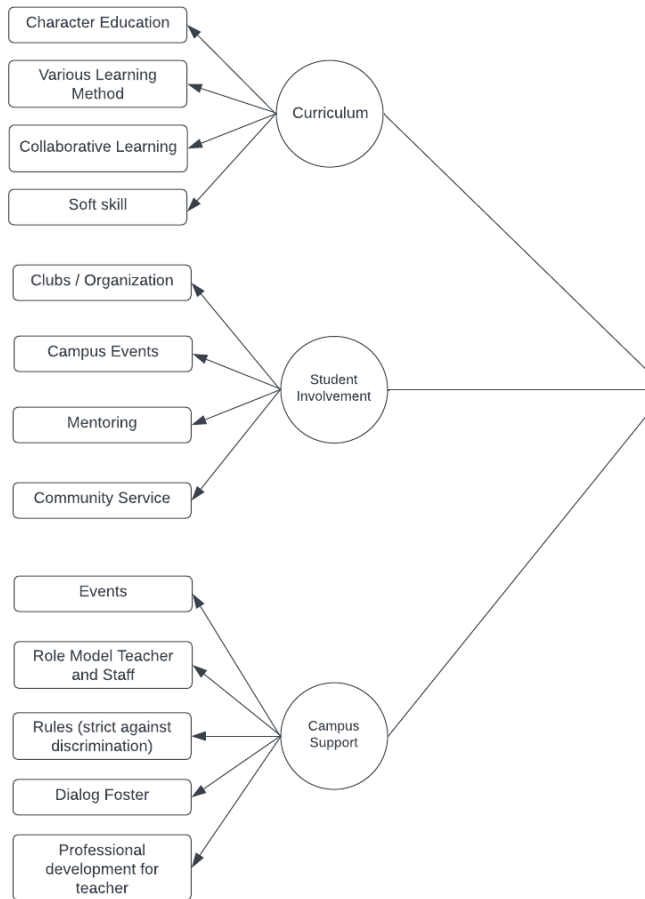 Character Education
Various Learning
Method
Collaborative Learning
Soft skill
Curriculum
Clubs / Organization
Campus Events
Mentoring
Community Service
Student
Involvement
Events
Role Model Teacher
and Staff
Rules (strict against
discrimination)
Dialog Foster
Professional
development for
teacher
Campus
Support